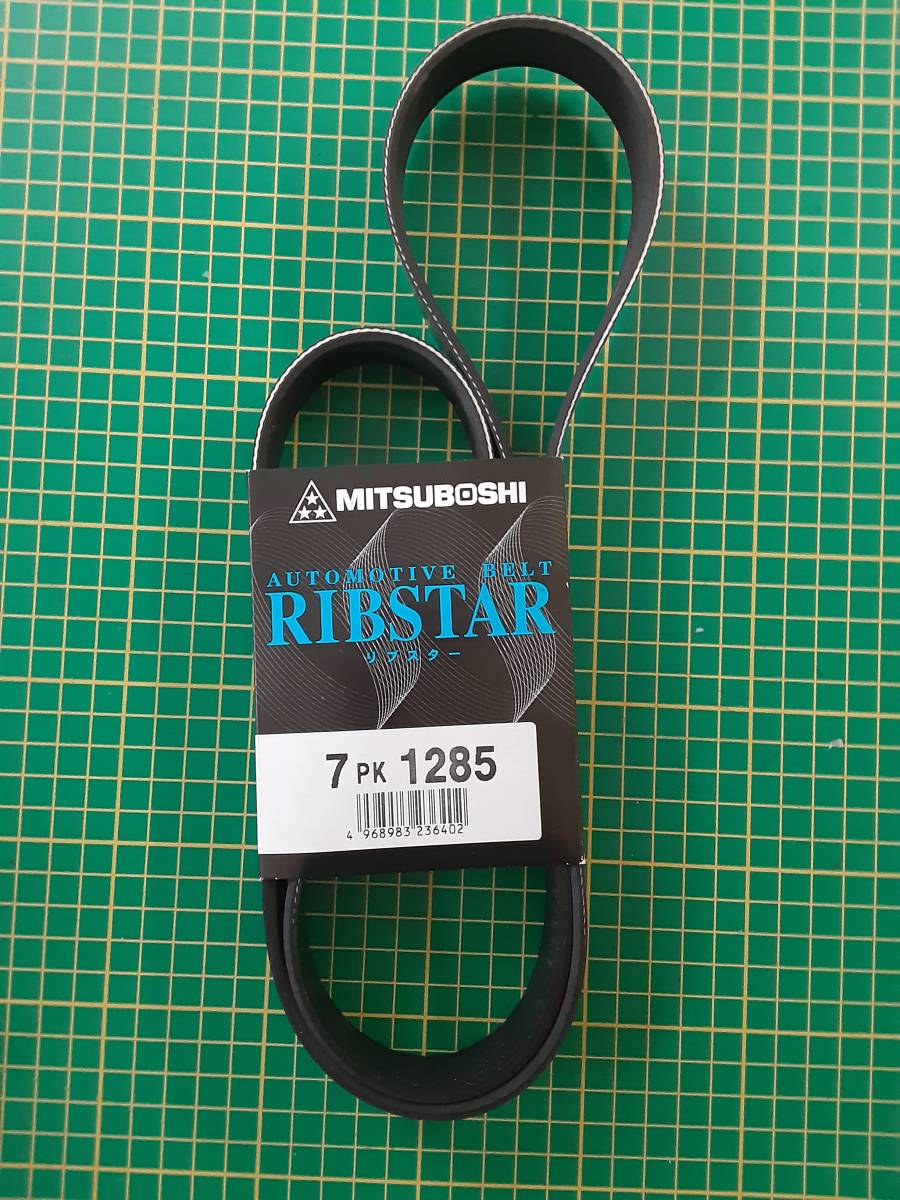 MITSUBOSHI
AUTOMOTIVE BELT
RIBSTAR
リブスター
7 PK 1285
4 968983 236402